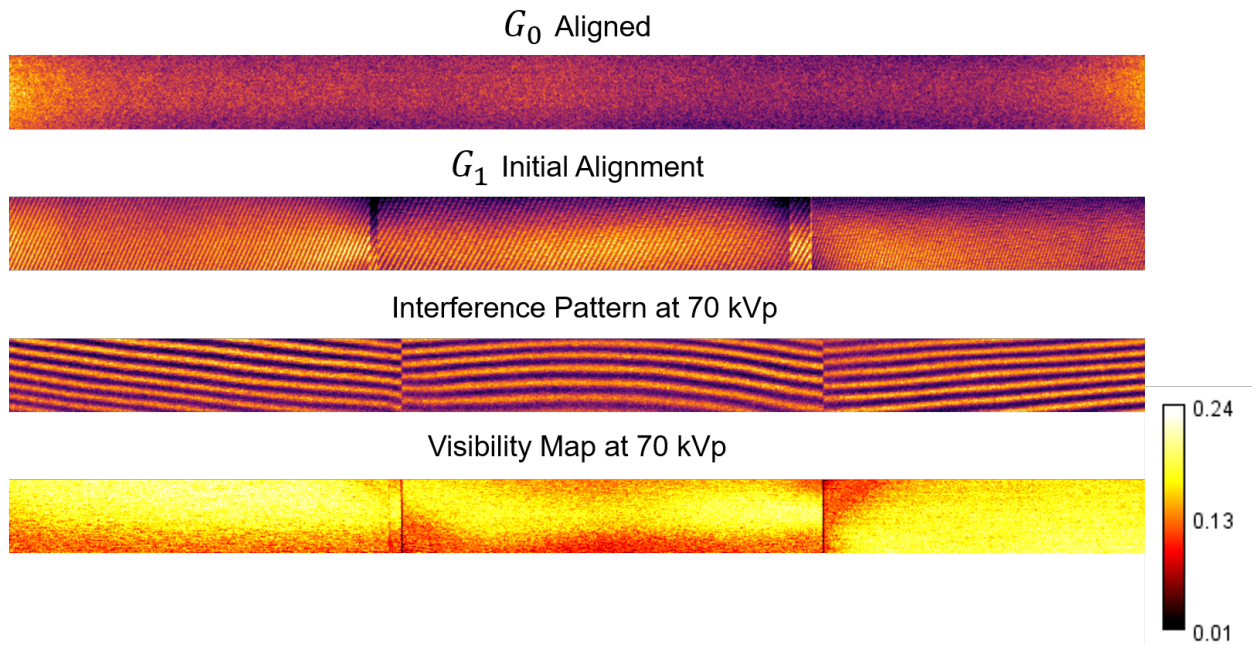 G₀ Aligned
G₁ Initial Alignment
Interference Pattern at 70 kVp
Visibility Map at 70 kVp
0.24
0.13
0.01